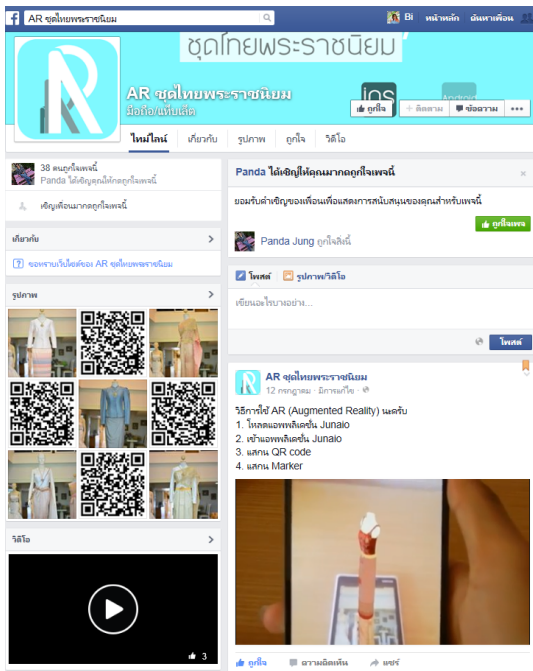 AR ชุดไทยพระราชนิยม
Bi หน้าหลัก ค้นหาเพื่อน
ชุดไทยพระราชนิยม
AR ชุดไทยพระราชนิยม
มือถือ/แท็บเล็ต
ios
Android
ถูกใจ + ติดตาม ข้อความ •••
ไทม์ไลน์ เกี่ยวกับ รูปภาพ ถูกใจ วิดีโอ
38 คนถูกใจเพจนี้
Panda ได้เชิญคุณให้กดถูกใจเพจนี้
เชิญเพื่อนมากดถูกใจเพจนี้
เกี่ยวกับ >
? ขอทราบเว็บไซต์ของ AR ชุดไทยพระราชนิยม
รูปภาพ >
วิดีโอ >
3
Panda ได้เชิญให้คุณมากดถูกใจเพจนี้ ×
ยอมรับคำเชิญของเพื่อนเพื่อแสดงการสนับสนุนของคุณสำหรับเพจนี้
ถูกใจเพจ
Panda Jung ถูกใจสิ่งนี้
โพสต์ รูปภาพ/วิดีโอ
เขียนอะไรบางอย่าง...
โพสต์
AR ชุดไทยพระราชนิยม
12 กรกฎาคม · มีการแก้ไข ·
วิธีการใช้ AR (Augmented Reality) นะครับ
1. โหลดแอพพลิเคชั่น Junaio
2. เข้าแอพพลิเคชั่น Junaio
3. แสกน QR code
4. แสกน Marker
ถูกใจ ความคิดเห็น แชร์